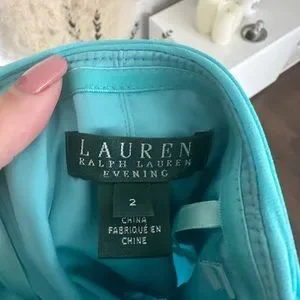 LAUREN
RALPH LAUREN
EVENING
2
CHINA
FABRIQUÉ EN
CHINE